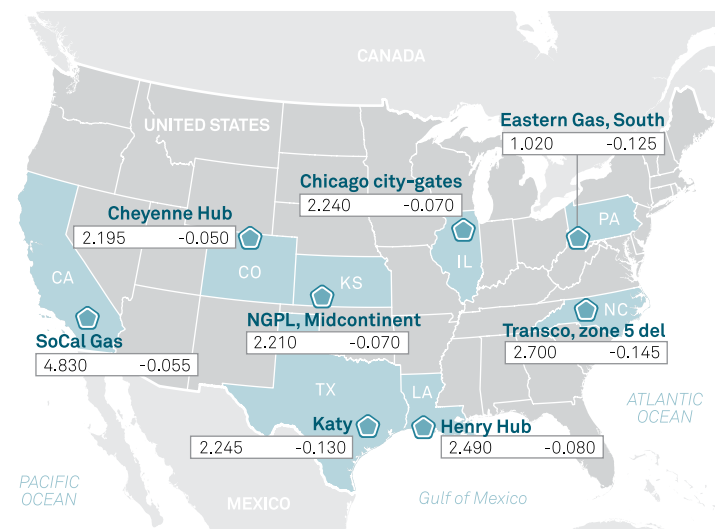 CANADA
Eastern Gas, South
1.020 -0.125
UNITED STATES
Chicago city-gates
2.240 -0.070
PA
Cheyenne Hub
2.195 -0.050
IL
CO
KS
CA
NC
NGPL, Midcontinent
2.210 -0.070
Transco, zone 5 del
2.700 -0.145
SoCal Gas
4.830 -0.055
TX
LA
ATLANTIC
OCEAN
Katy
2.245 -0.130
Henry Hub
2.490 -0.080
PACIFIC
OCEAN
MEXICO
Gulf of Mexico